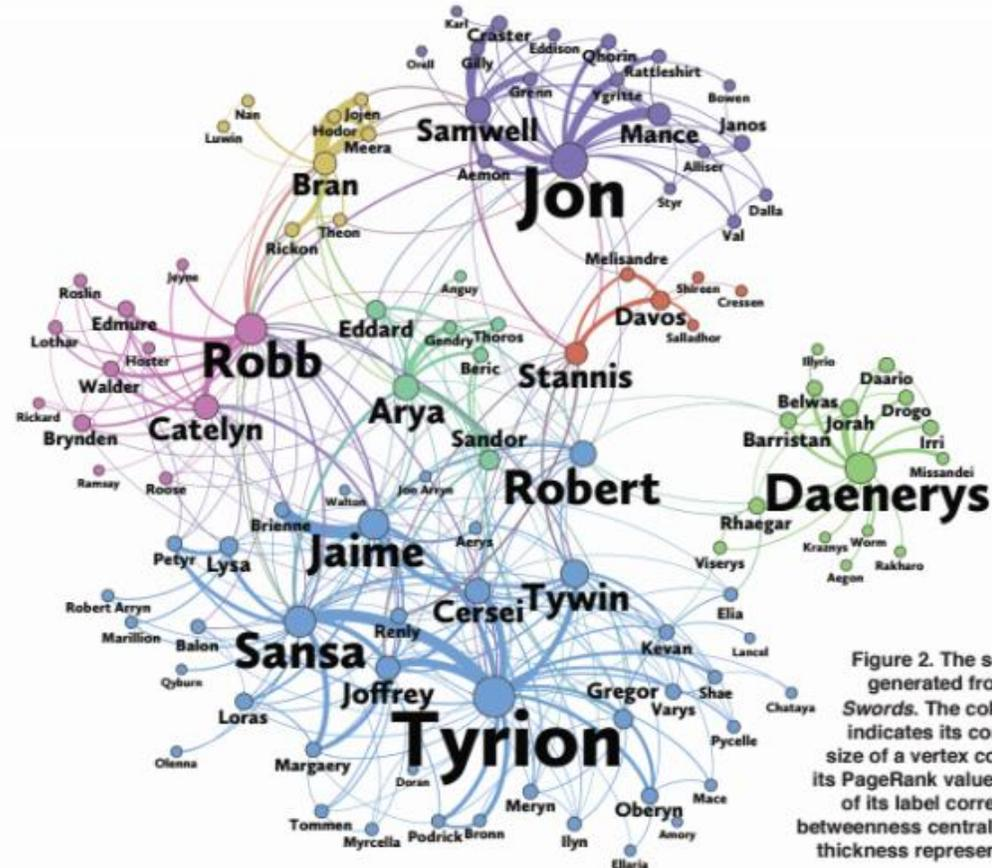 Karl
Craster
Eddison
Qhorin
Orell
Gilly
Rattleshirt
Grenn
Ygritte
Bowen
Nan
Jojen
Luwin
Hodor
Samwell
Mance
Janos
Meera
Alliser
Aemon
Bran
Jon
Styr
Dalla
Theon
Val
Rickon
Melisandre
Jeyne
Anguy
Shireen
Roslin
Cressen
Edmure
Eddard
Davos
Gendry
Thoros
Salladhor
Lothar
Hoster
Robb
Beric
Illyrio
Walder
Stannis
Daario
Belwas
Drogo
Rickard
Arya
Jorah
Catelyn
Brynden
Sandor
Barristan
Irri
Missandei
Ramsay
Roose
Jon Arryn
Robert
Daenerys
Walton
Brienne
Rhaegar
Jaime
Aerys
Kraznys
Worm
Petyr
Lysa
Viserys
Rakharo
Aegon
Robert Arryn
Cersei
Tywin
Elia
Marillion
Renly
Balon
Sansa
Kevan
Lancel
Qyburn
Joffrey
Gregor
Shae
Varys
Chataya
Loras
Tyrion
Pycelle
Olenna
Margaery
Doran
Meryn
Oberyn
Mace
Tommen
Myrcella
Podrick
Bronn
Ilyn
Amory
Ellaria
Figure 2. The s
generated fro
Swords. The col
indicates its co
size of a vertex co
its PageRank value
of its label corre
betweenness central
thickness represer